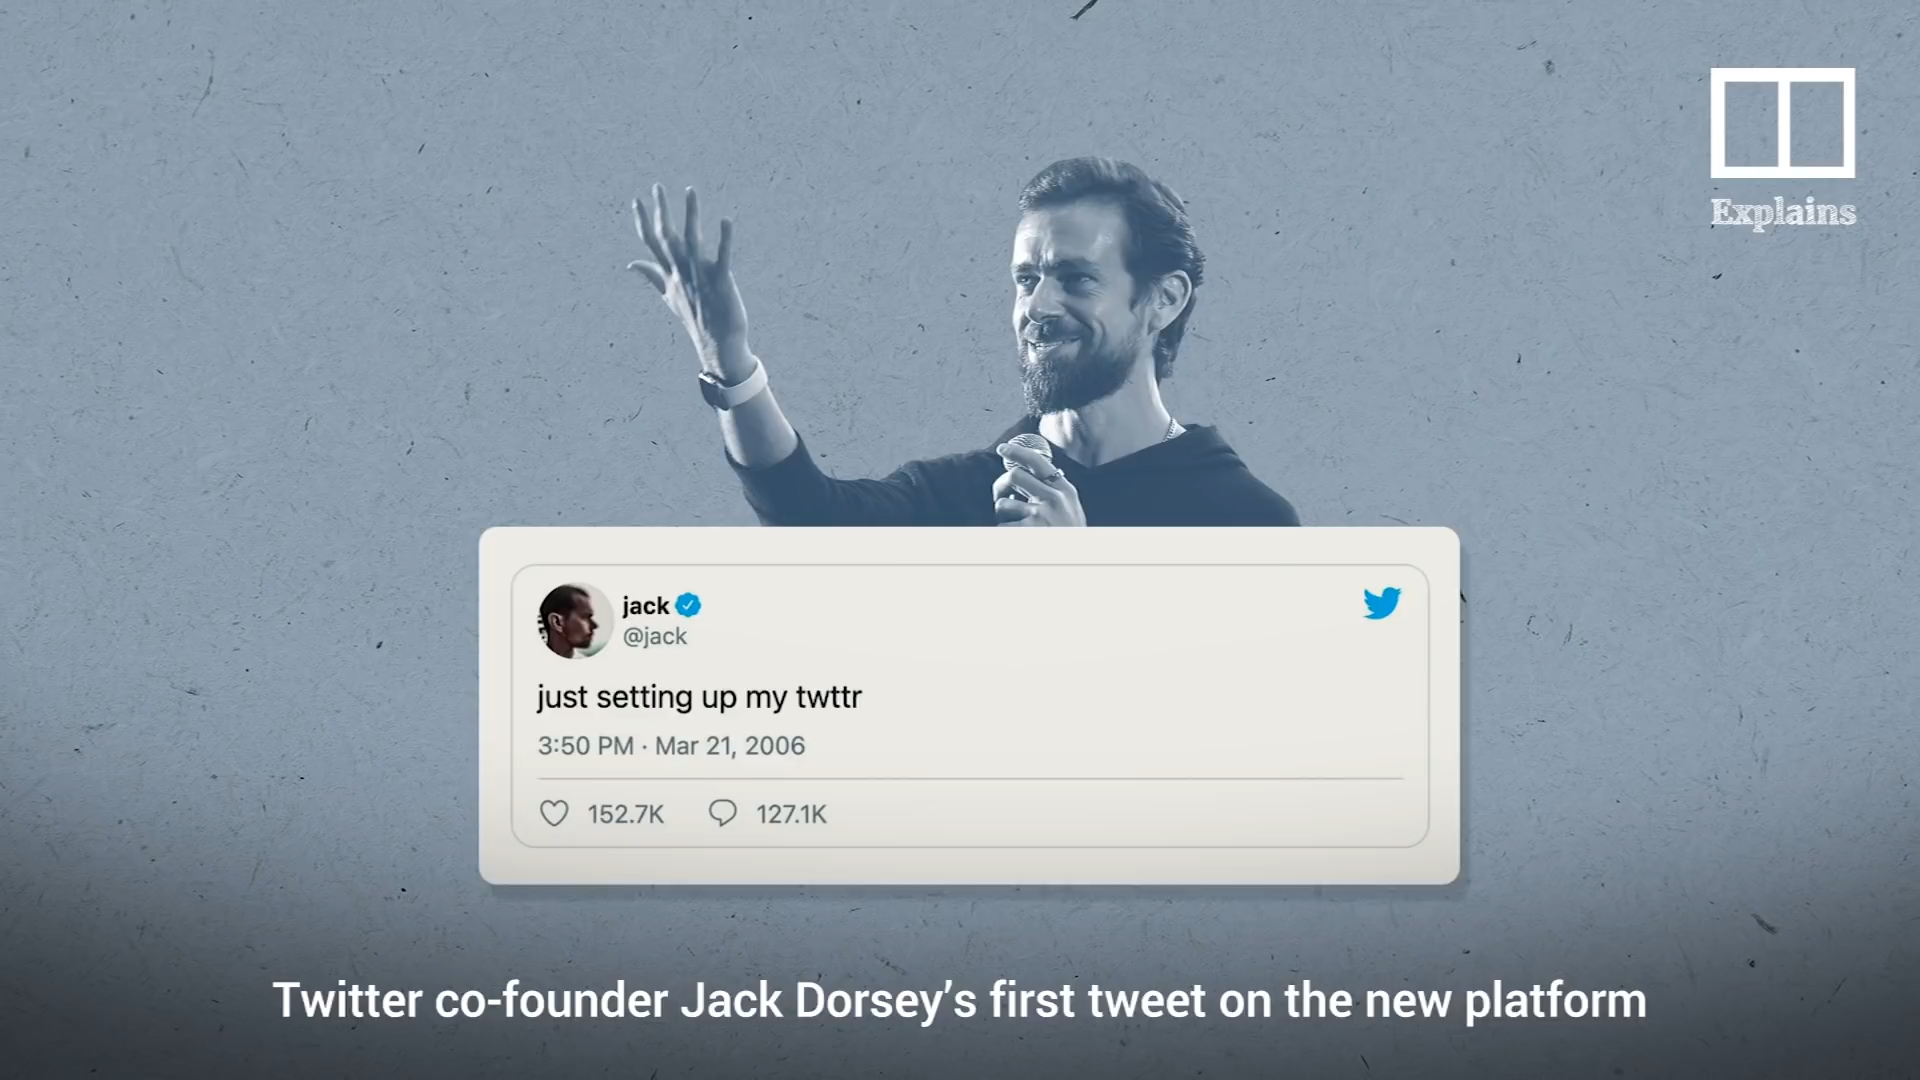 Explains
jack
@jack
just setting up my twttr
3:50 PM · Mar 21, 2006
152.7K 127.1K
Twitter co-founder Jack Dorsey’s first tweet on the new platform